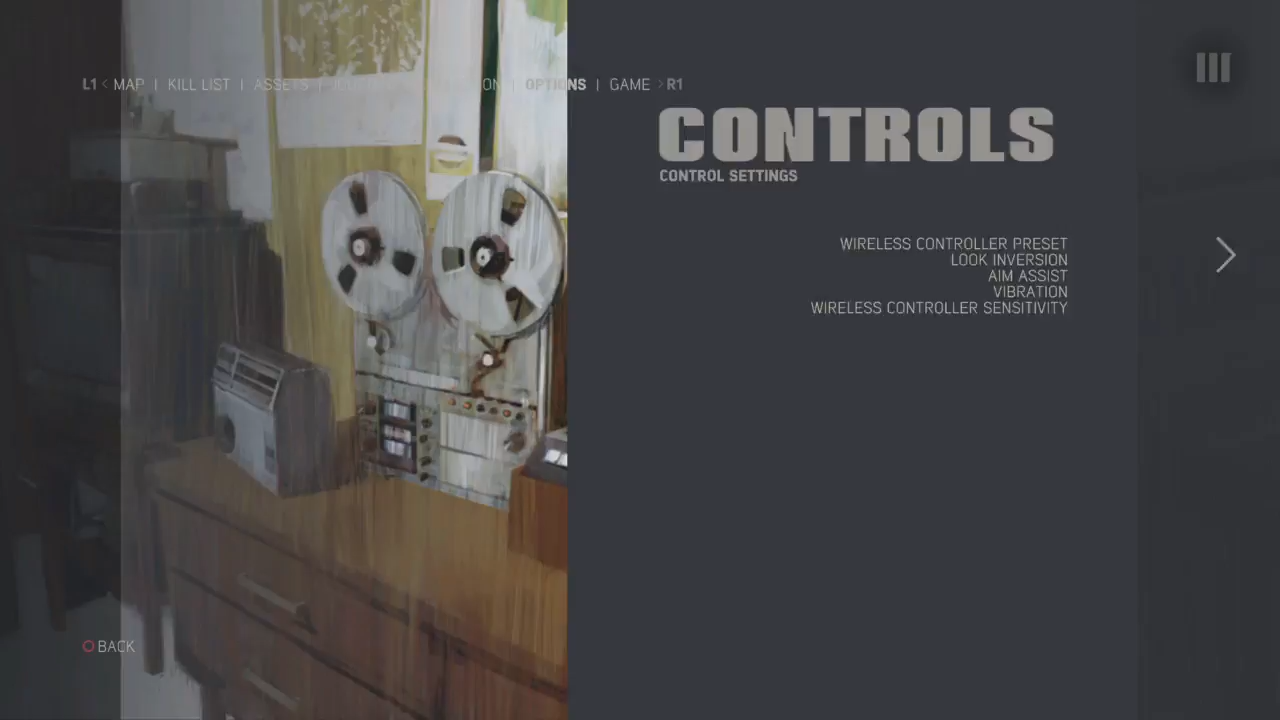 L1 < MAP | KILL LIST | ASSETS | ON | OPTIONS | GAME > R1
CONTROLS
CONTROL SETTINGS
WIRELESS CONTROLLER PRESET
LOOK INVERSION
AIM ASSIST
VIBRATION
WIRELESS CONTROLLER SENSITIVITY
BACK